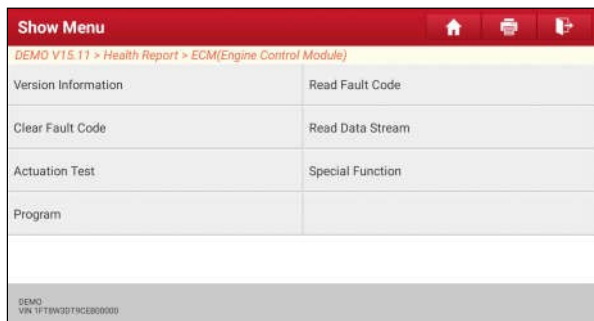 Show Menu
DEMO V15.11 > Health Report > ECM(Engine Control Module)
Version Information
Read Fault Code
Clear Fault Code
Read Data Stream
Actuation Test
Special Function
Program
DEMO
VIN 1FT8W3DT9CEB00000